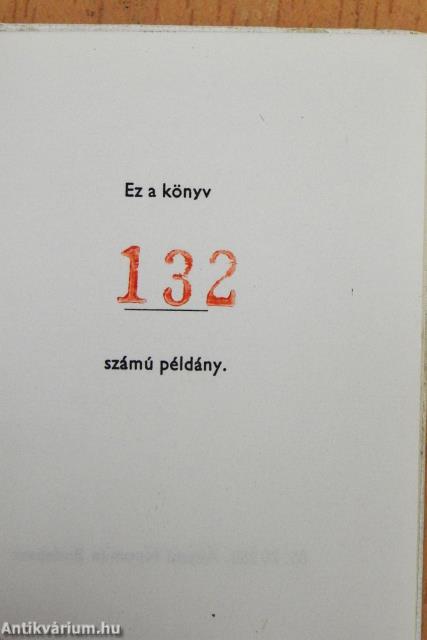 Ez a könyv
132
számú példány.
Antikvárium.hu